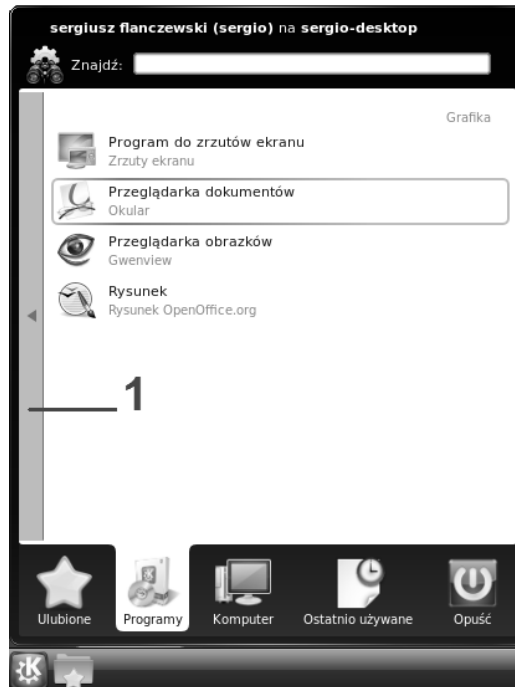 sergiusz flanczewski (sergio) na sergio-desktop
Znajdź:
Grafika
Program do zrzutów ekranu
Zrzuty ekranu
Przeglądarka dokumentów
Okular
Przeglądarka obrazków
Gwenview
Rysunek
Rysunek OpenOffice.org
1
Ulubione
Programy
Komputer
Ostatnio używane
Opuść